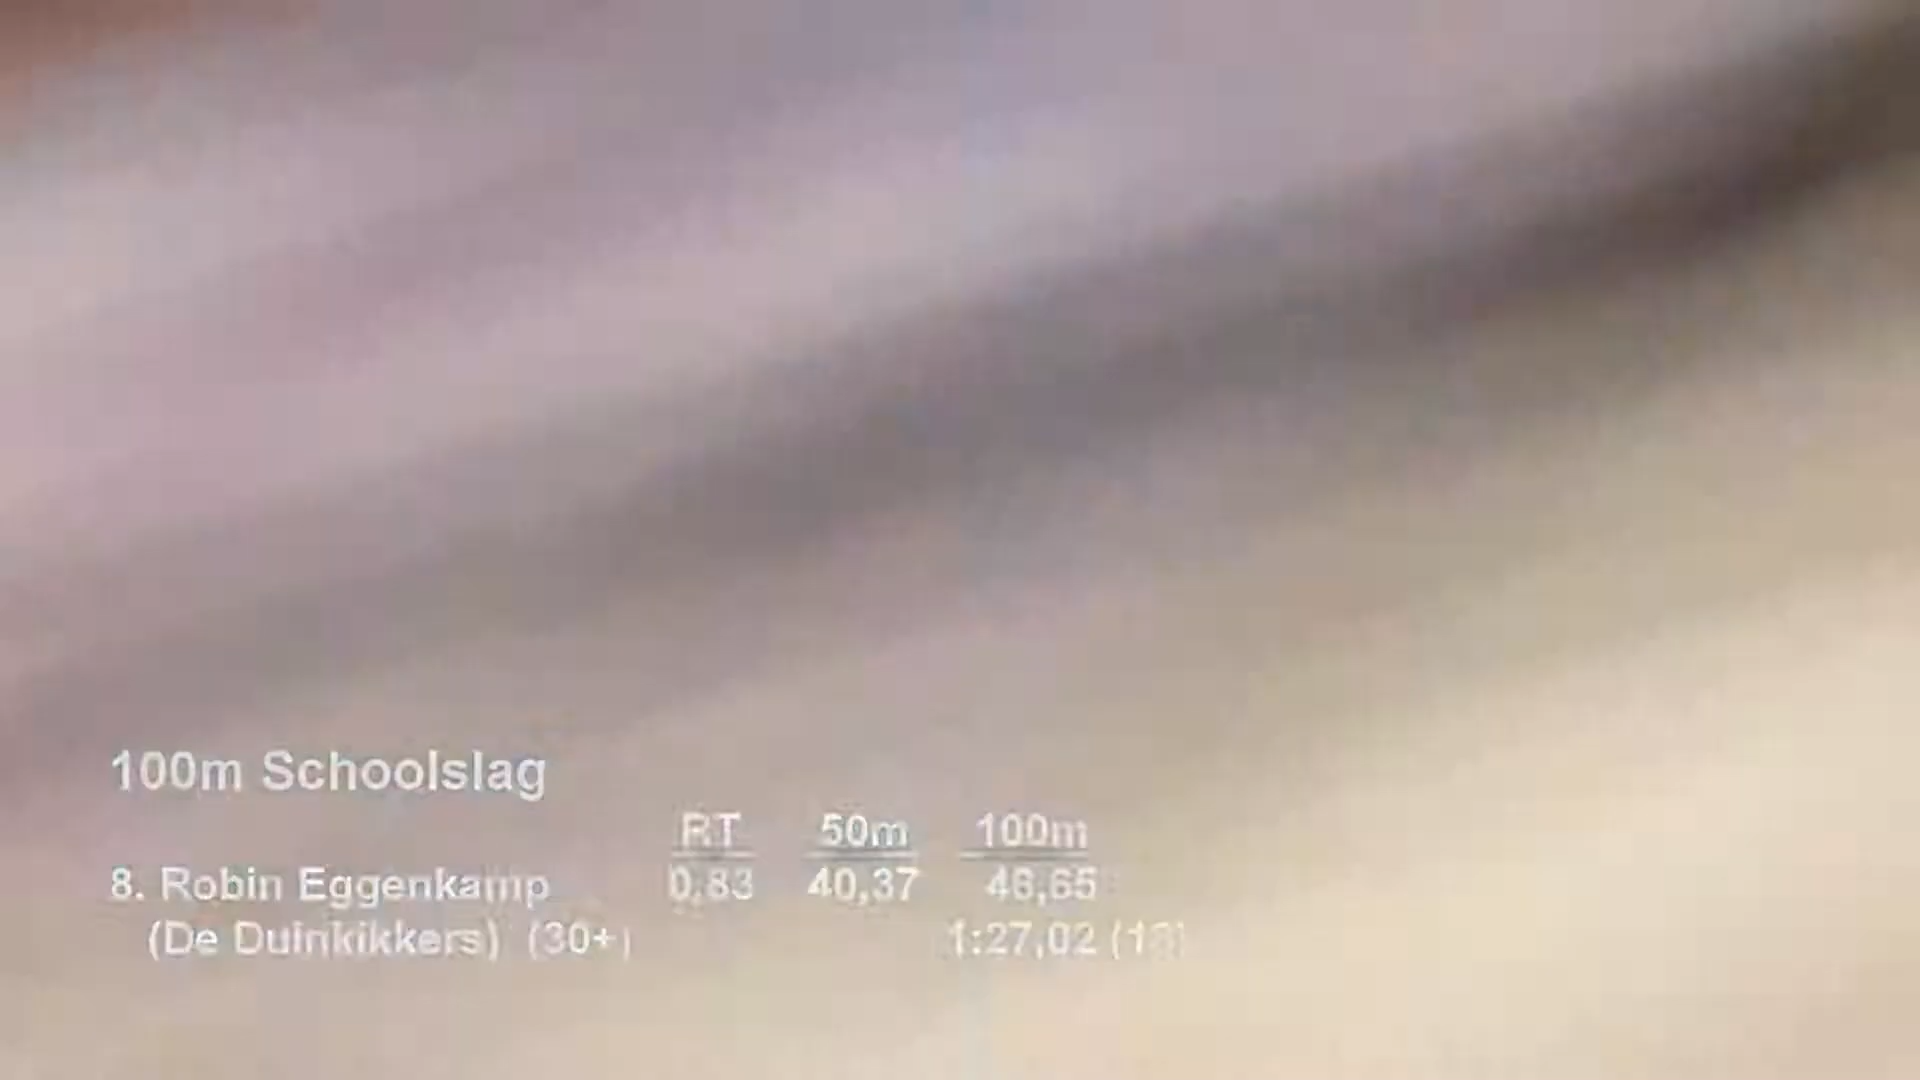 100m Schoolslag
RT 50m 100m
8. Robin Eggenkamp 0,83 40,37 46,65
(De Duinkikkers) (30+) 1:27,02